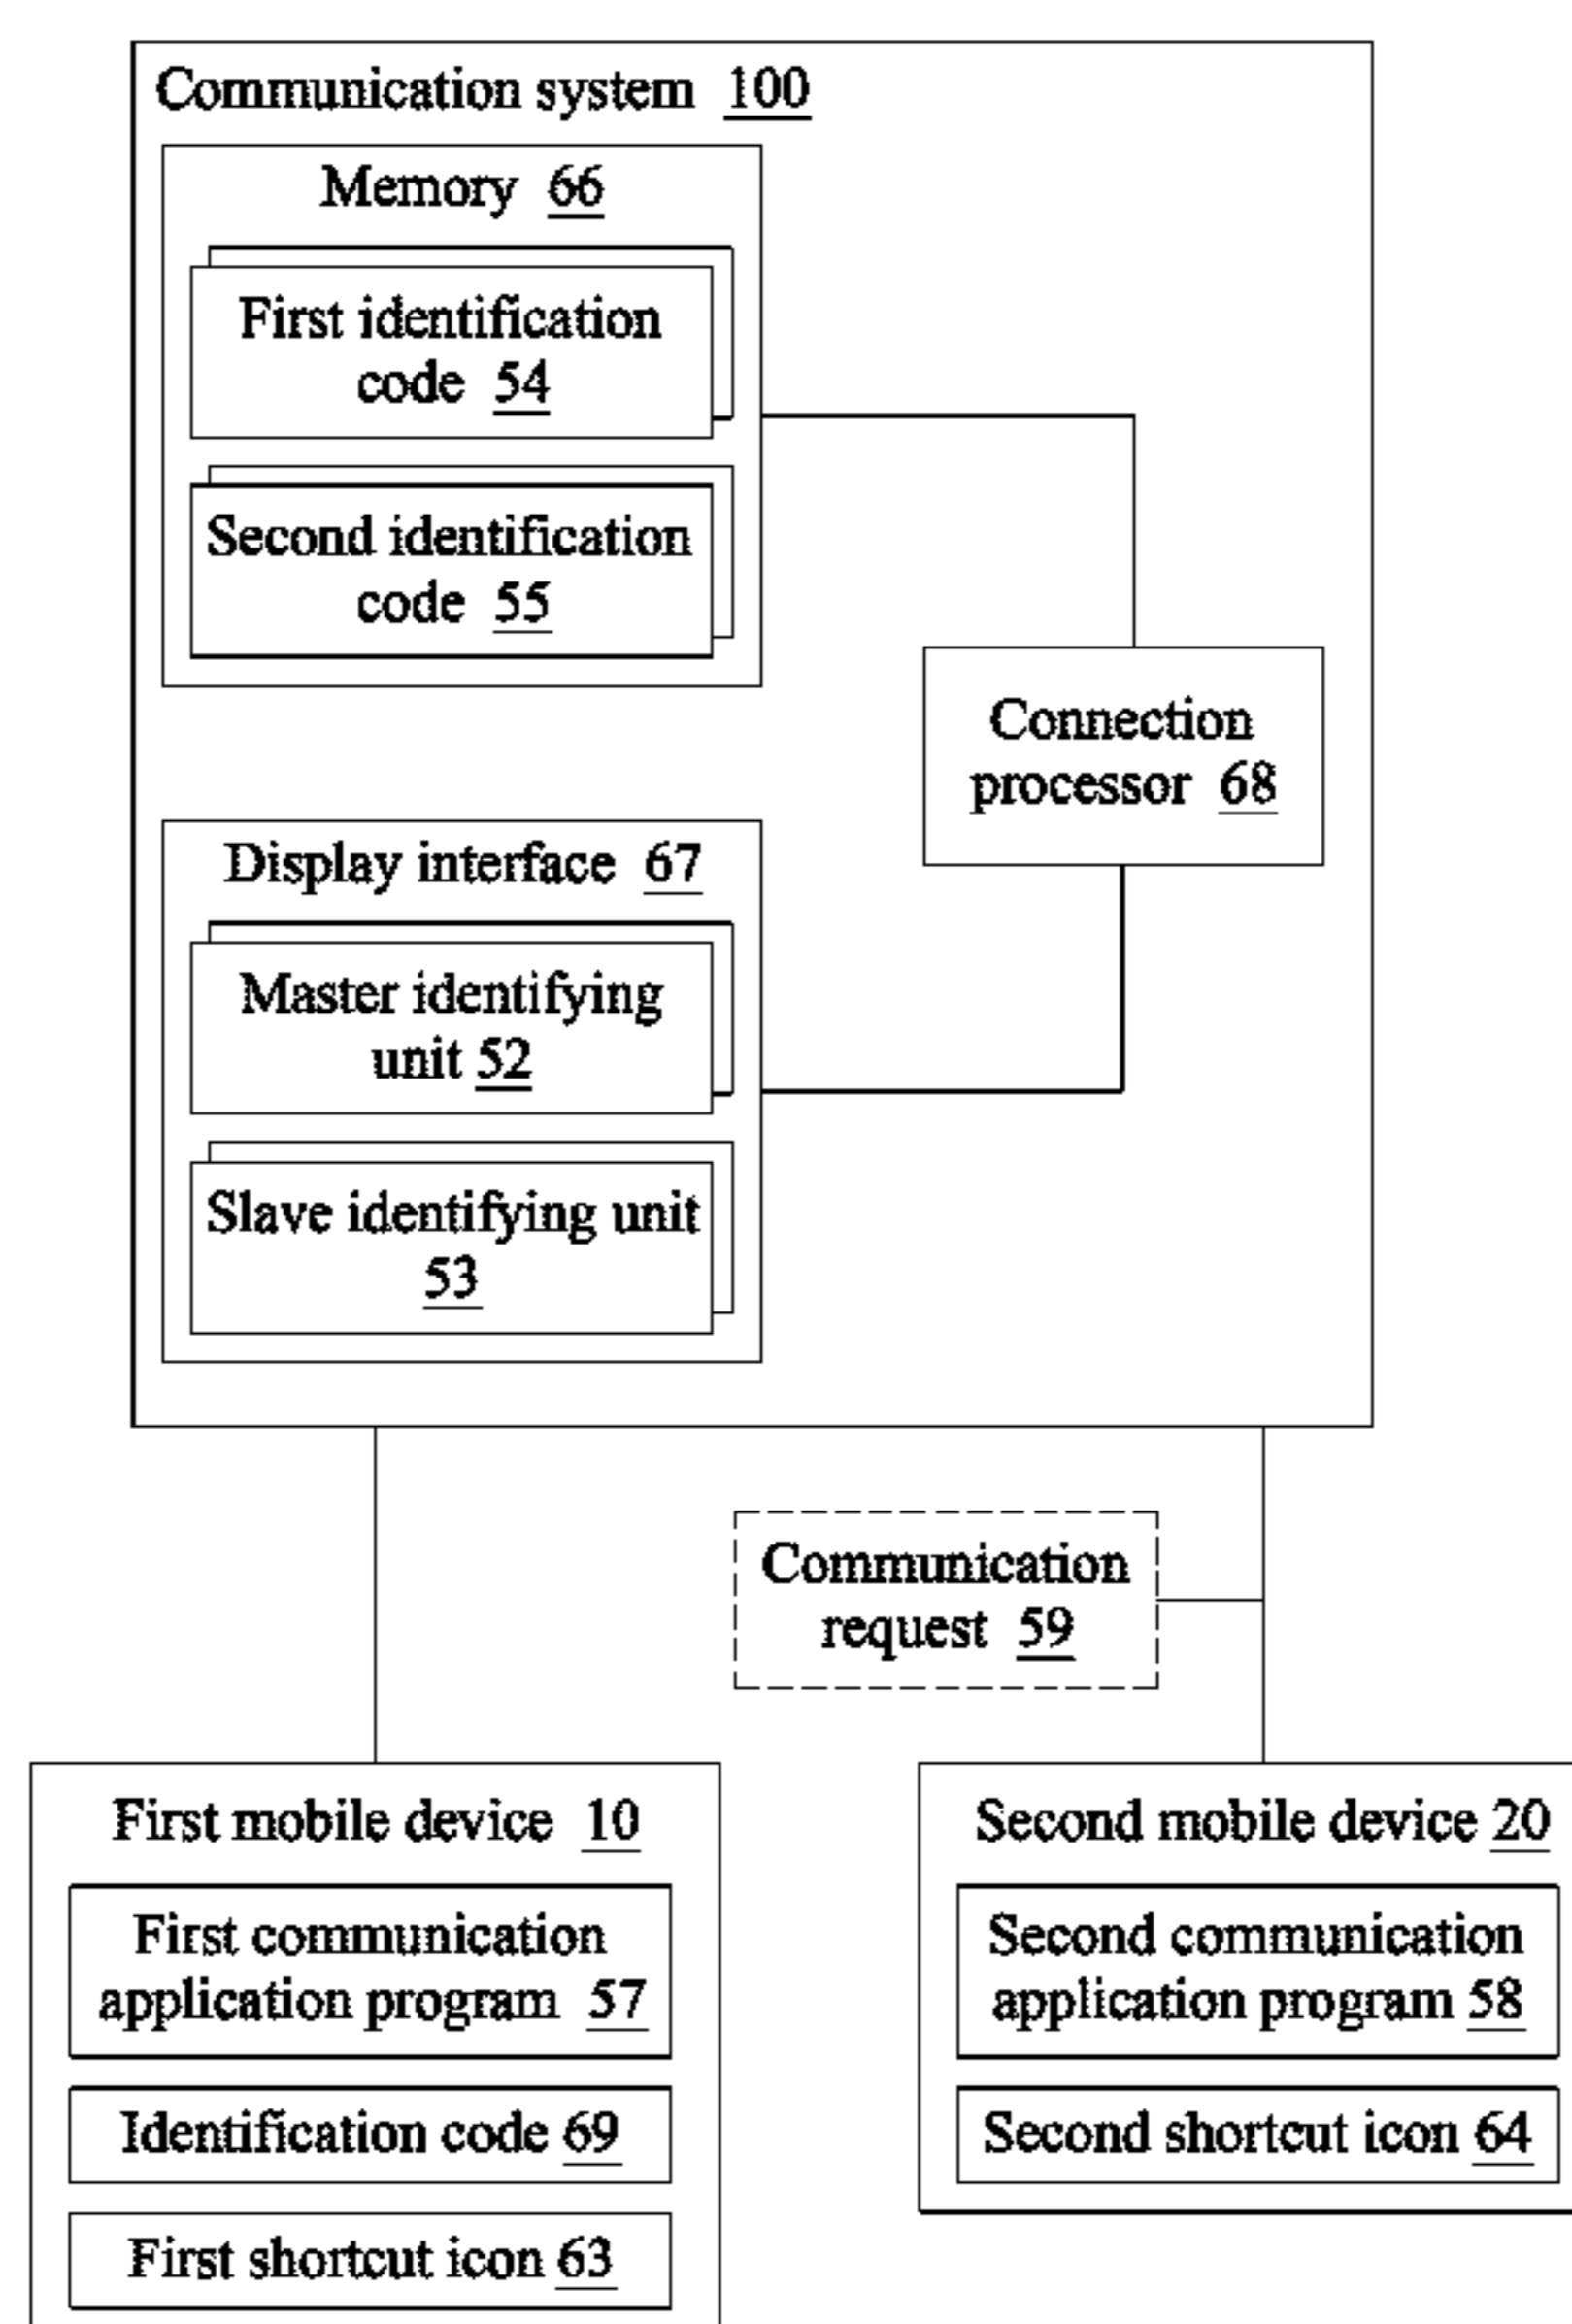 Communication system 100
Memory 66
First identification
code 54
Second identification
code 55
Connection
processor 68
Display interface 67
Master identifying
unit 52
Slave identifying unit
53
Communication
request 59
First mobile device 10
First communication
application program 57
Identification code 69
First shortcut icon 63
Second mobile device 20
Second communication
application program 58
Second shortcut icon 64